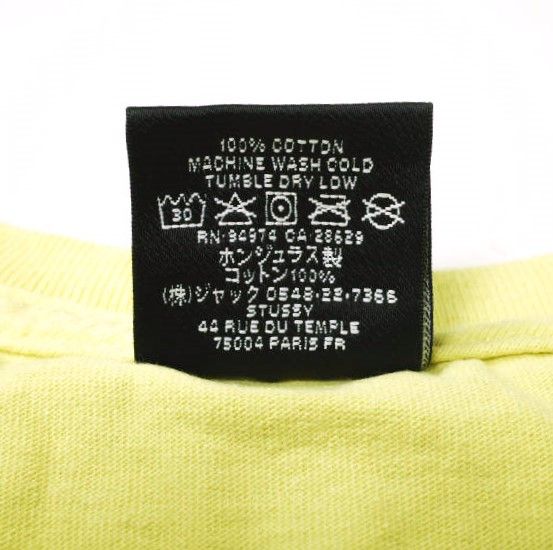 100% COTTON
MACHINE WASH COLD
TUMBLE DRY LOW
30
RN:94974 CA:28629
ホンジュラス製
コットン100%
(株)ジャック 0548-22-7366
STUSSY
44 RUE DU TEMPLE
75004 PARIS FR